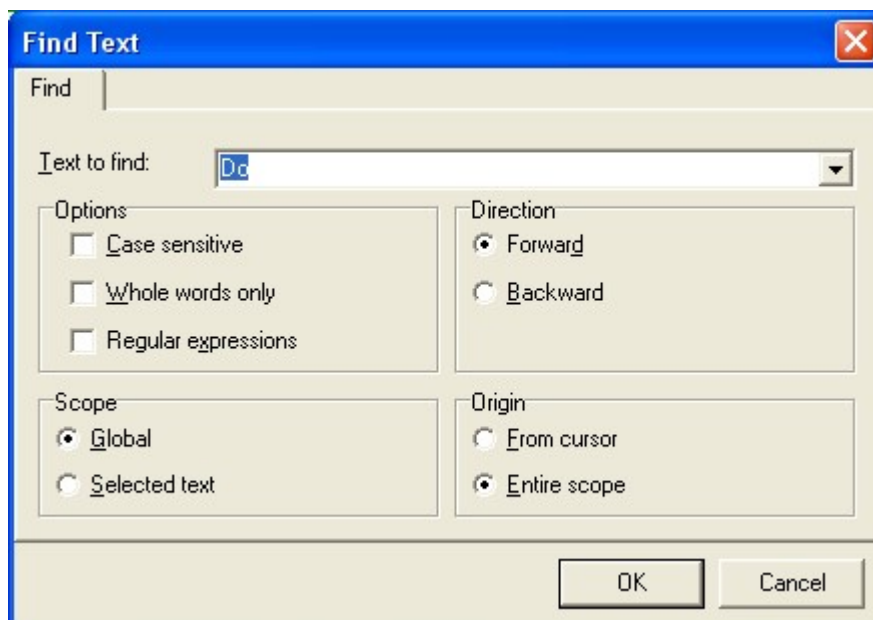 Find Text
Find
Text to find:
Do
Options
Case sensitive
Whole words only
Regular expressions
Direction
Forward
Backward
Scope
Global
Selected text
Origin
From cursor
Entire scope
OK
Cancel